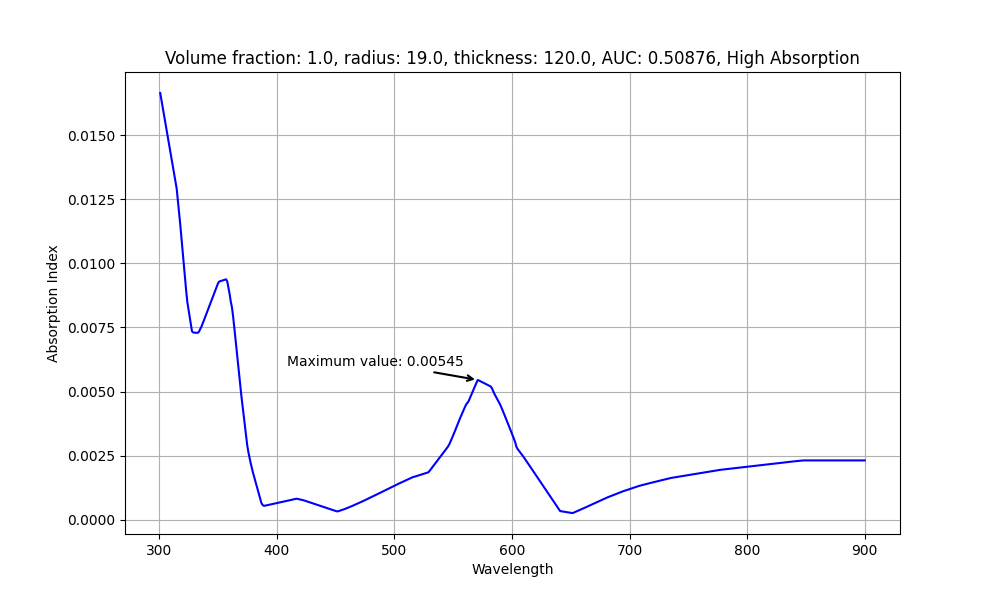 Volume fraction: 1.0, radius: 19.0, thickness: 120.0, AUC: 0.50876, High Absorption
0.0150
0.0125
0.0100
0.0075
0.0050
0.0025
0.0000
Absorption Index
Maximum value: 0.00545
300 400 500 600 700 800 900
Wavelength